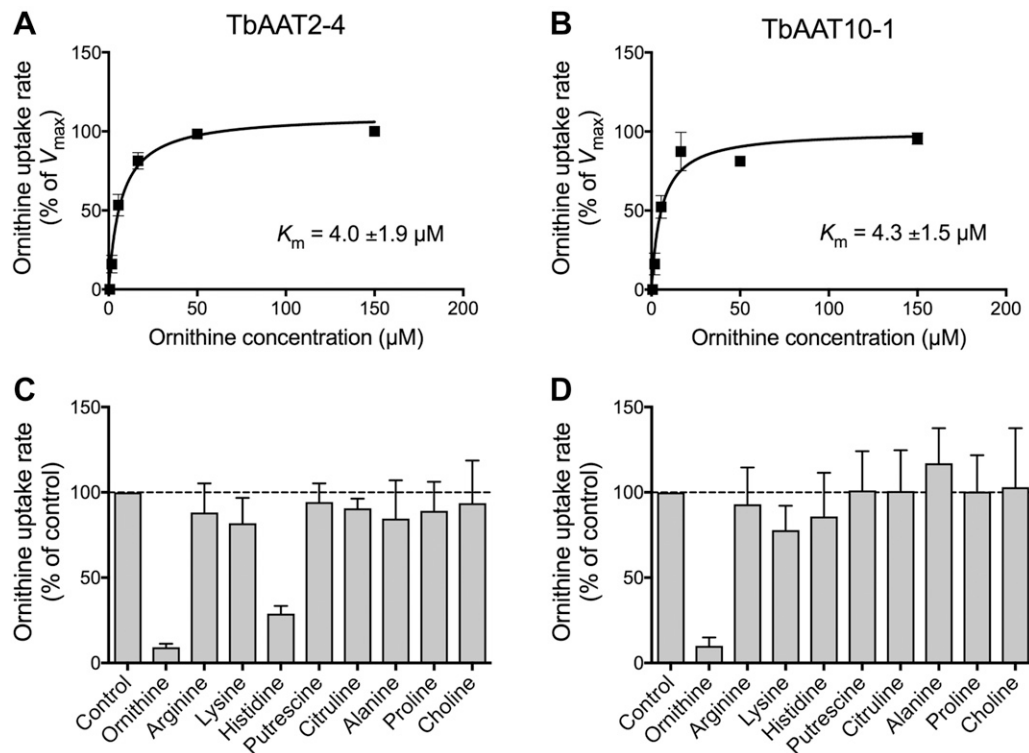 A
TbAAT2-4
Ornithine uptake rate
(% of Vmax)
150
100
50
0
Km = 4.0 ±1.9 µM
0
50
100
150
200
Ornithine concentration (µM)
B
TbAAT10-1
Ornithine uptake rate
(% of Vmax)
150
100
50
0
Km = 4.3 ±1.5 µM
0
50
100
150
200
Ornithine concentration (µM)
C
Ornithine uptake rate
(% of control)
150
100
50
0
Control
Ornithine
Arginine
Lysine
Histidine
Putrescine
Citruline
Alanine
Proline
Choline
D
Ornithine uptake rate
(% of control)
150
100
50
0
Control
Ornithine
Arginine
Lysine
Histidine
Putrescine
Citruline
Alanine
Proline
Choline